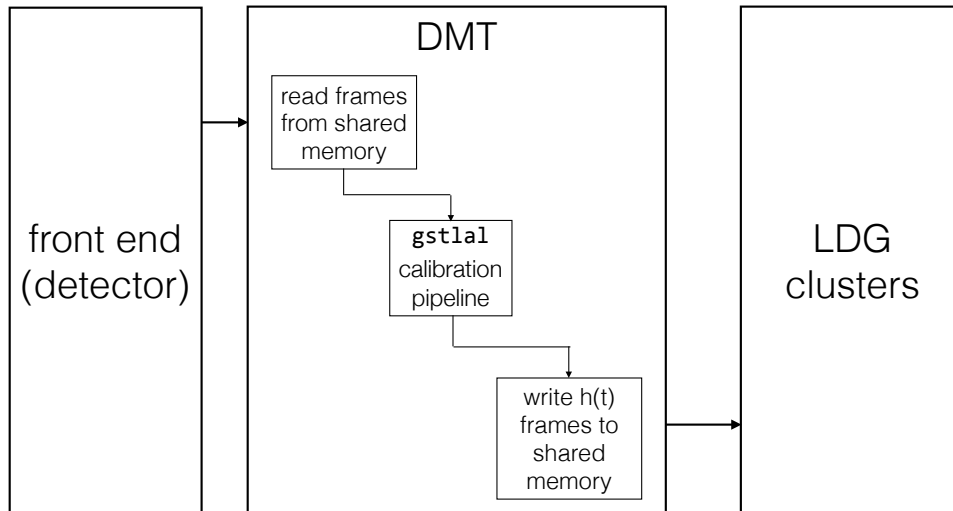 DMT
read frames
from shared
memory
front end
(detector)
gstlal
calibration
pipeline
LDG
clusters
write h(t)
frames to
shared
memory